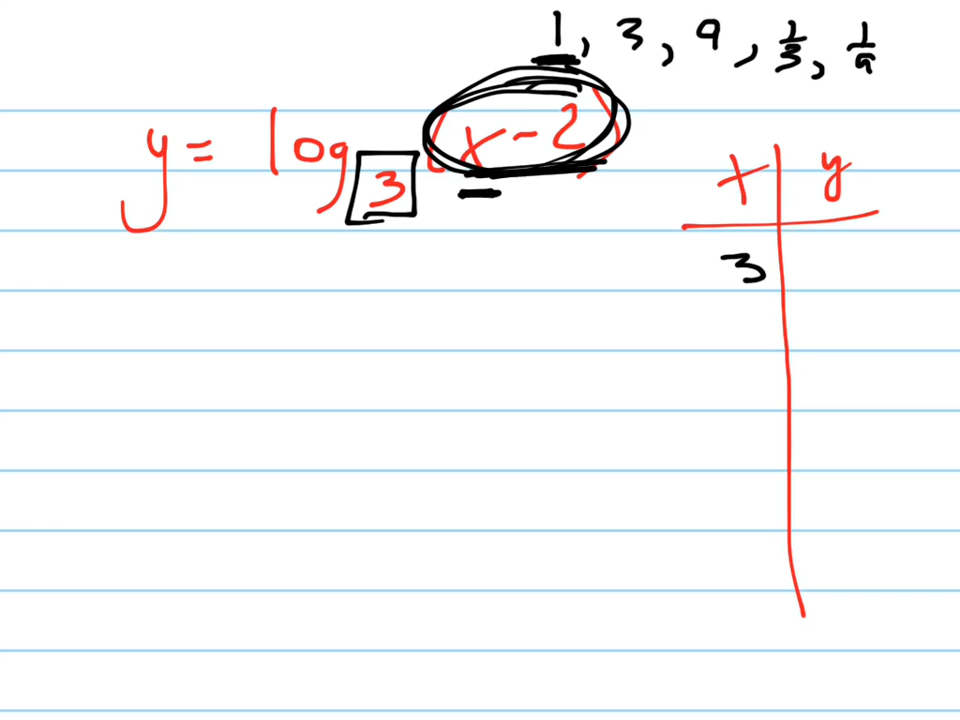 1, 3, 9, 1/3, 1/9
y = log₃(x-2)
x y
3